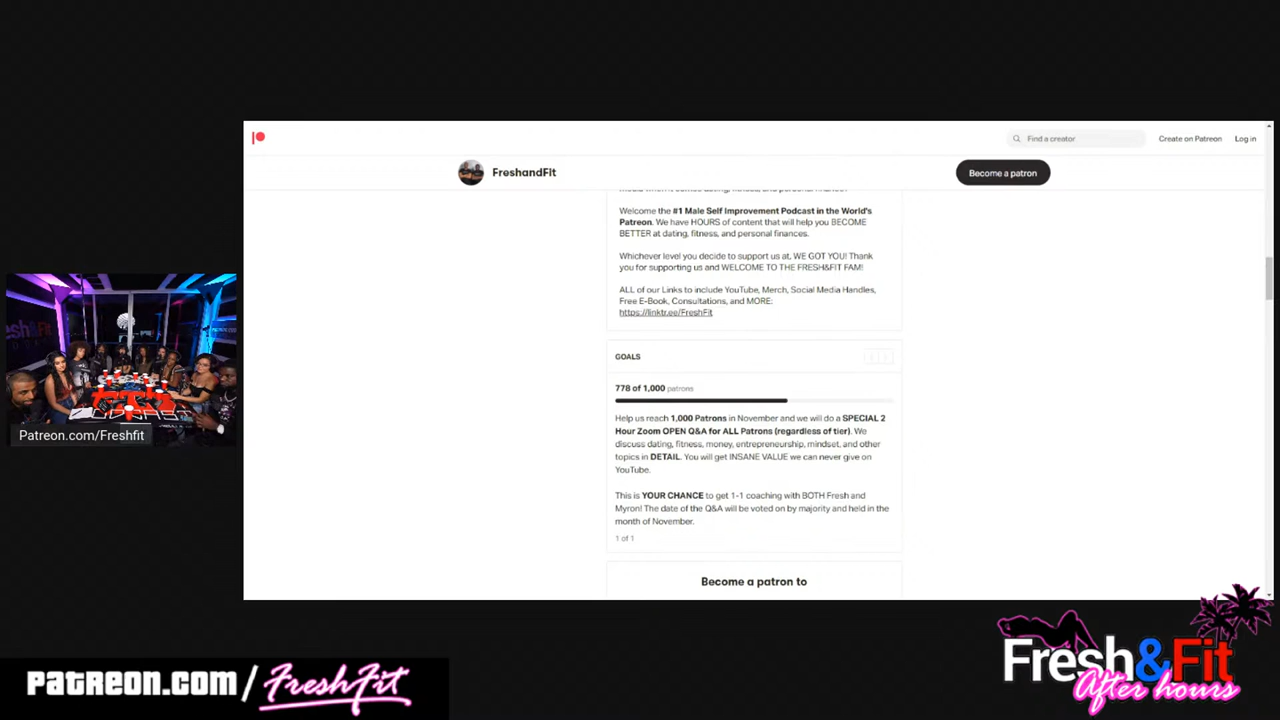 Find a creator
Create on Patreon
Log in
FreshandFit
Become a patron
Welcome the #1 Male Self Improvement Podcast in the World's
Patreon. We have HOURS of content that will help you BECOME
BETTER at dating, fitness, and personal finances.
Whichever level you decide to support us at, WE GOT YOU! Thank
you for supporting us and WELCOME TO THE FRESH&FIT FAM!
ALL of our Links to include YouTube, Merch, Social Media Handles,
Free E-Book, Consultations, and MORE:
https://linktr.ee/FreshFit
GOALS
778 of 1,000 patrons
Help us reach 1,000 Patrons in November and we will do a SPECIAL 2
Hour Zoom OPEN Q&A for ALL Patrons (regardless of tier). We
discuss dating, fitness, money, entrepreneurship, mindset, and other
topics in DETAIL. You will get INSANE VALUE we can never give on
YouTube.
This is YOUR CHANCE to get 1-1 coaching with BOTH Fresh and
Myron! The date of the Q&A will be voted on by majority and held in the
month of November.
1 of 1
Become a patron to
PODCAST
Patreon.com/Freshfit
PATREON.COM/FreshFit
Fresh&Fit
After hours